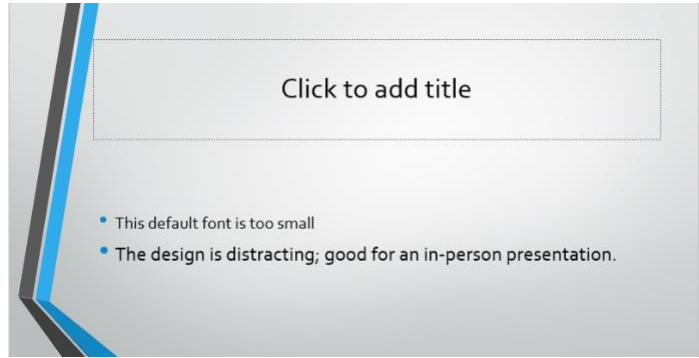 Click to add title
This default font is too small
The design is distracting; good for an in-person presentation.